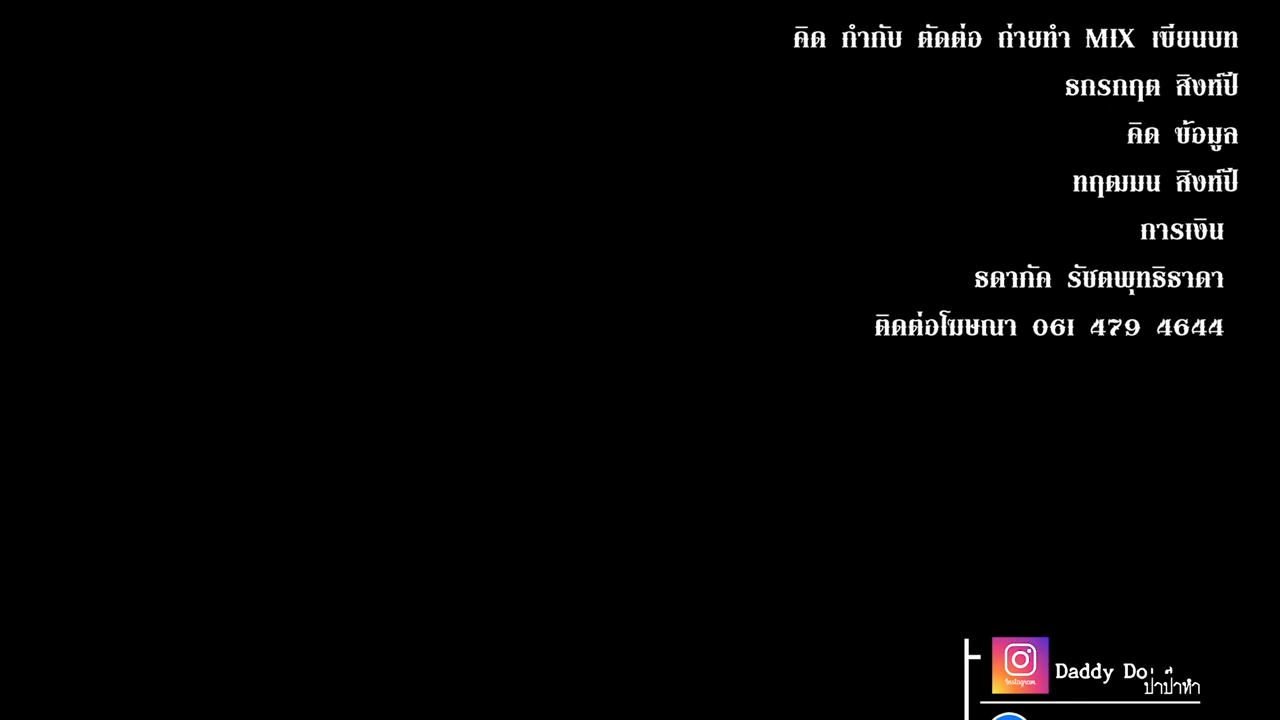 คิด กำกับ ตัดต่อ ถ่ายทำ MIX เขียนบท
ธกรกฤต สิงห์ปี
คิด ข้อมูล
ทฤฒมน สิงห์ปี
การเงิน
ธดาภัค รัชตพุทธิธาดา
ติดต่อโฆษณา 061 479 4644
Instagram
Daddy Do
ป่าป๊าทำ